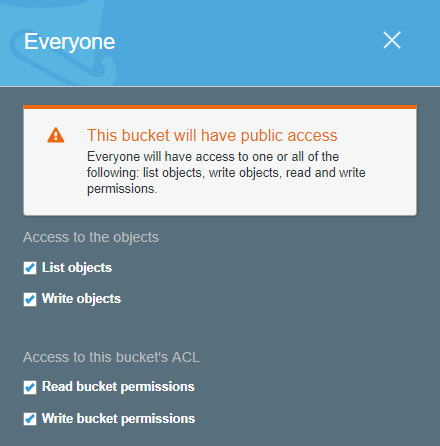 Everyone
This bucket will have public access
Everyone will have access to one or all of the
following: list objects, write objects, read and write
permissions.
Access to the objects
List objects
Write objects
Access to this bucket's ACL
Read bucket permissions
Write bucket permissions